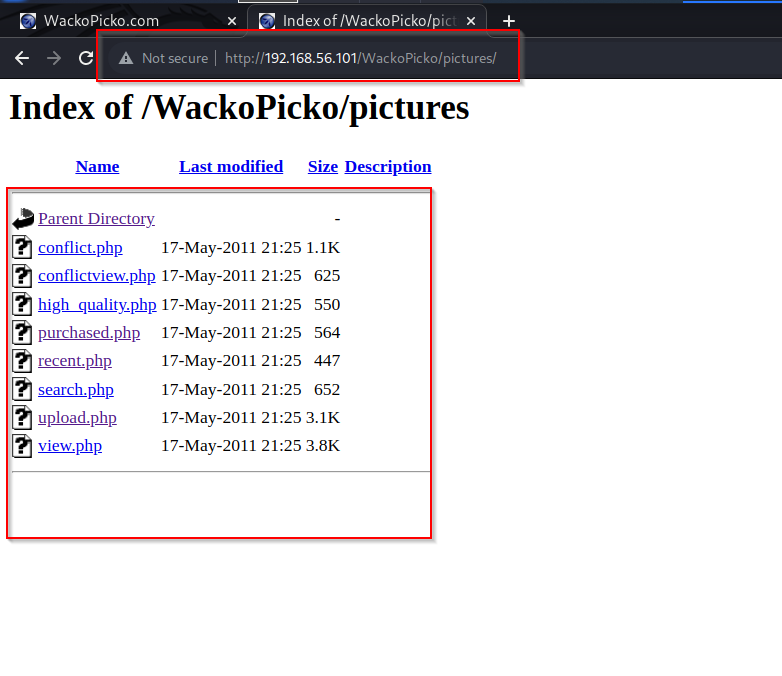 WackoPicko.com
Index of /WackoPicko/pict
Not secure http://192.168.56.101/WackoPicko/pictures/
Index of /WackoPicko/pictures
Name Last modified Size Description
Parent Directory -
conflict.php 17-May-2011 21:25 1.1K
conflictview.php 17-May-2011 21:25 625
high_quality.php 17-May-2011 21:25 550
purchased.php 17-May-2011 21:25 564
recent.php 17-May-2011 21:25 447
search.php 17-May-2011 21:25 652
upload.php 17-May-2011 21:25 3.1K
view.php 17-May-2011 21:25 3.8K